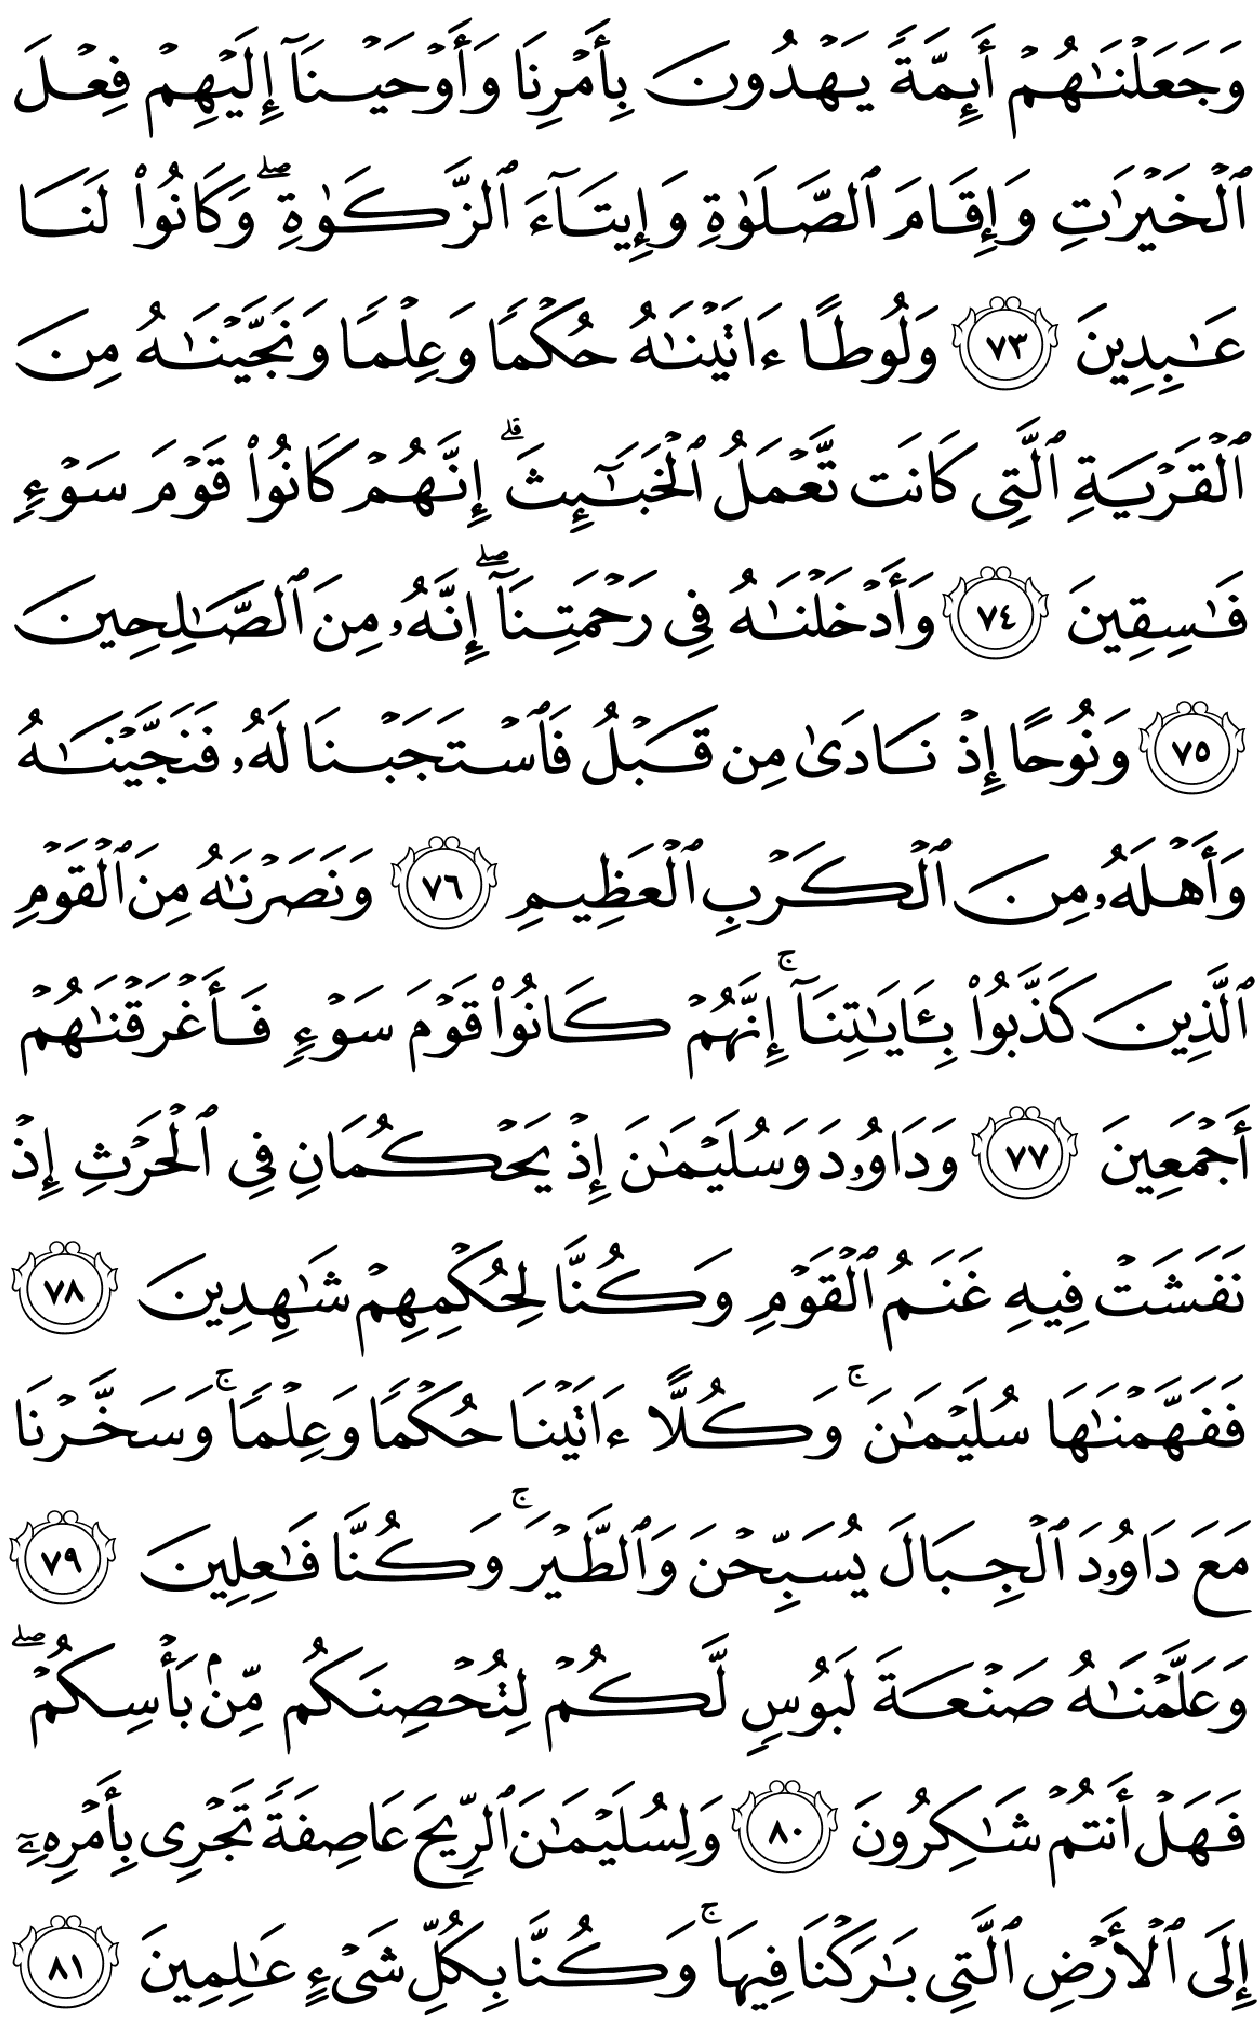 وَجَعَلْنَـٰهُمْ أَئِمَّةً يَهْدُونَ بِأَمْرِنَا وَأَوْحَيْنَآ إِلَيْهِمْ فِعْلَ
ٱلْخَيْرَٰتِ وَإِقَامَ ٱلصَّلَوٰةِ وَإِيتَآءَ ٱلزَّكَوٰةِ ۖ وَكَانُوا۟ لَنَا
عَـٰبِدِينَ ٧٣ وَلُوطًا ءَاتَيْنَـٰهُ حُكْمًا وَعِلْمًا وَنَجَّيْنَـٰهُ مِنَ
ٱلْقَرْيَةِ ٱلَّتِى كَانَت تَّعْمَلُ ٱلْخَبَـٰٓئِثَ ۗ إِنَّهُمْ كَانُوا۟ قَوْمَ سَوْءٍ
فَـٰسِقِينَ ٧٤ وَأَدْخَلْنَـٰهُ فِى رَحْمَتِنَآ ۖ إِنَّهُۥ مِنَ ٱلصَّـٰلِحِينَ
٧٥ وَنُوحًا إِذْ نَادَىٰ مِن قَبْلُ فَٱسْتَجَبْنَا لَهُۥ فَنَجَّيْنَـٰهُ
وَأَهْلَهُۥ مِنَ ٱلْكَرْبِ ٱلْعَظِيمِ ٧٦ وَنَصَرْنَـٰهُ مِنَ ٱلْقَوْمِ
ٱلَّذِينَ كَذَّبُوا۟ بِـَٔايَـٰتِنَآ ۚ إِنَّهُمْ كَانُوا۟ قَوْمَ سَوْءٍ فَأَغْرَقْنَـٰهُمْ
أَجْمَعِينَ ٧٧ وَدَاوُۥدَ وَسُلَيْمَـٰنَ إِذْ يَحْكُمَانِ فِى ٱلْحَرْثِ إِذْ
نَفَشَتْ فِيهِ غَنَمُ ٱلْقَوْمِ وَكُنَّا لِحُكْمِهِمْ شَـٰهِدِينَ ٧٨
فَفَهَّمْنَـٰهَا سُلَيْمَـٰنَ ۚ وَكُلًّا ءَاتَيْنَا حُكْمًا وَعِلْمًا ۚ وَسَخَّرْنَا
مَعَ دَاوُۥدَ ٱلْجِبَالَ يُسَبِّحْنَ وَٱلطَّيْرَ ۚ وَكُنَّا فَـٰعِلِينَ ٧٩
وَعَلَّمْنَـٰهُ صَنْعَةَ لَبُوسٍ لَّكُمْ لِتُحْصِنَكُم مِّنۢ بَأْسِكُمْ ۖ
فَهَلْ أَنتُمْ شَـٰكِرُونَ ٨٠ وَلِسُلَيْمَـٰنَ ٱلرِّيحَ عَاصِفَةً تَجْرِى بِأَمْرِهِۦٓ
إِلَى ٱلْأَرْضِ ٱلَّتِى بَـٰرَكْنَا فِيهَا ۚ وَكُنَّا بِكُلِّ شَىْءٍ عَـٰلِمِينَ ٨١